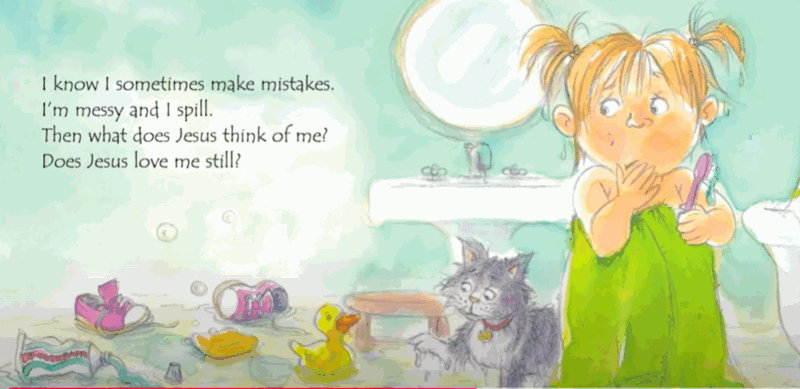 I know I sometimes make mistakes.
I'm messy and I spill.
Then what does Jesus think of me?
Does Jesus love me still?